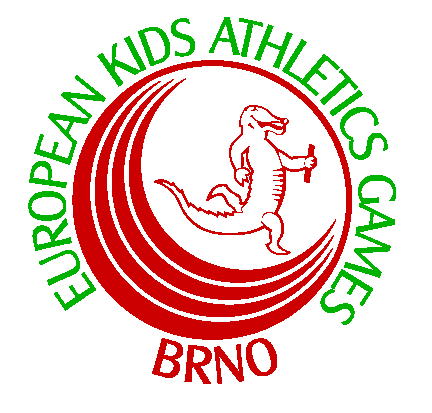 EUROPEAN KIDS ATHLETICS GAMES
BRNO